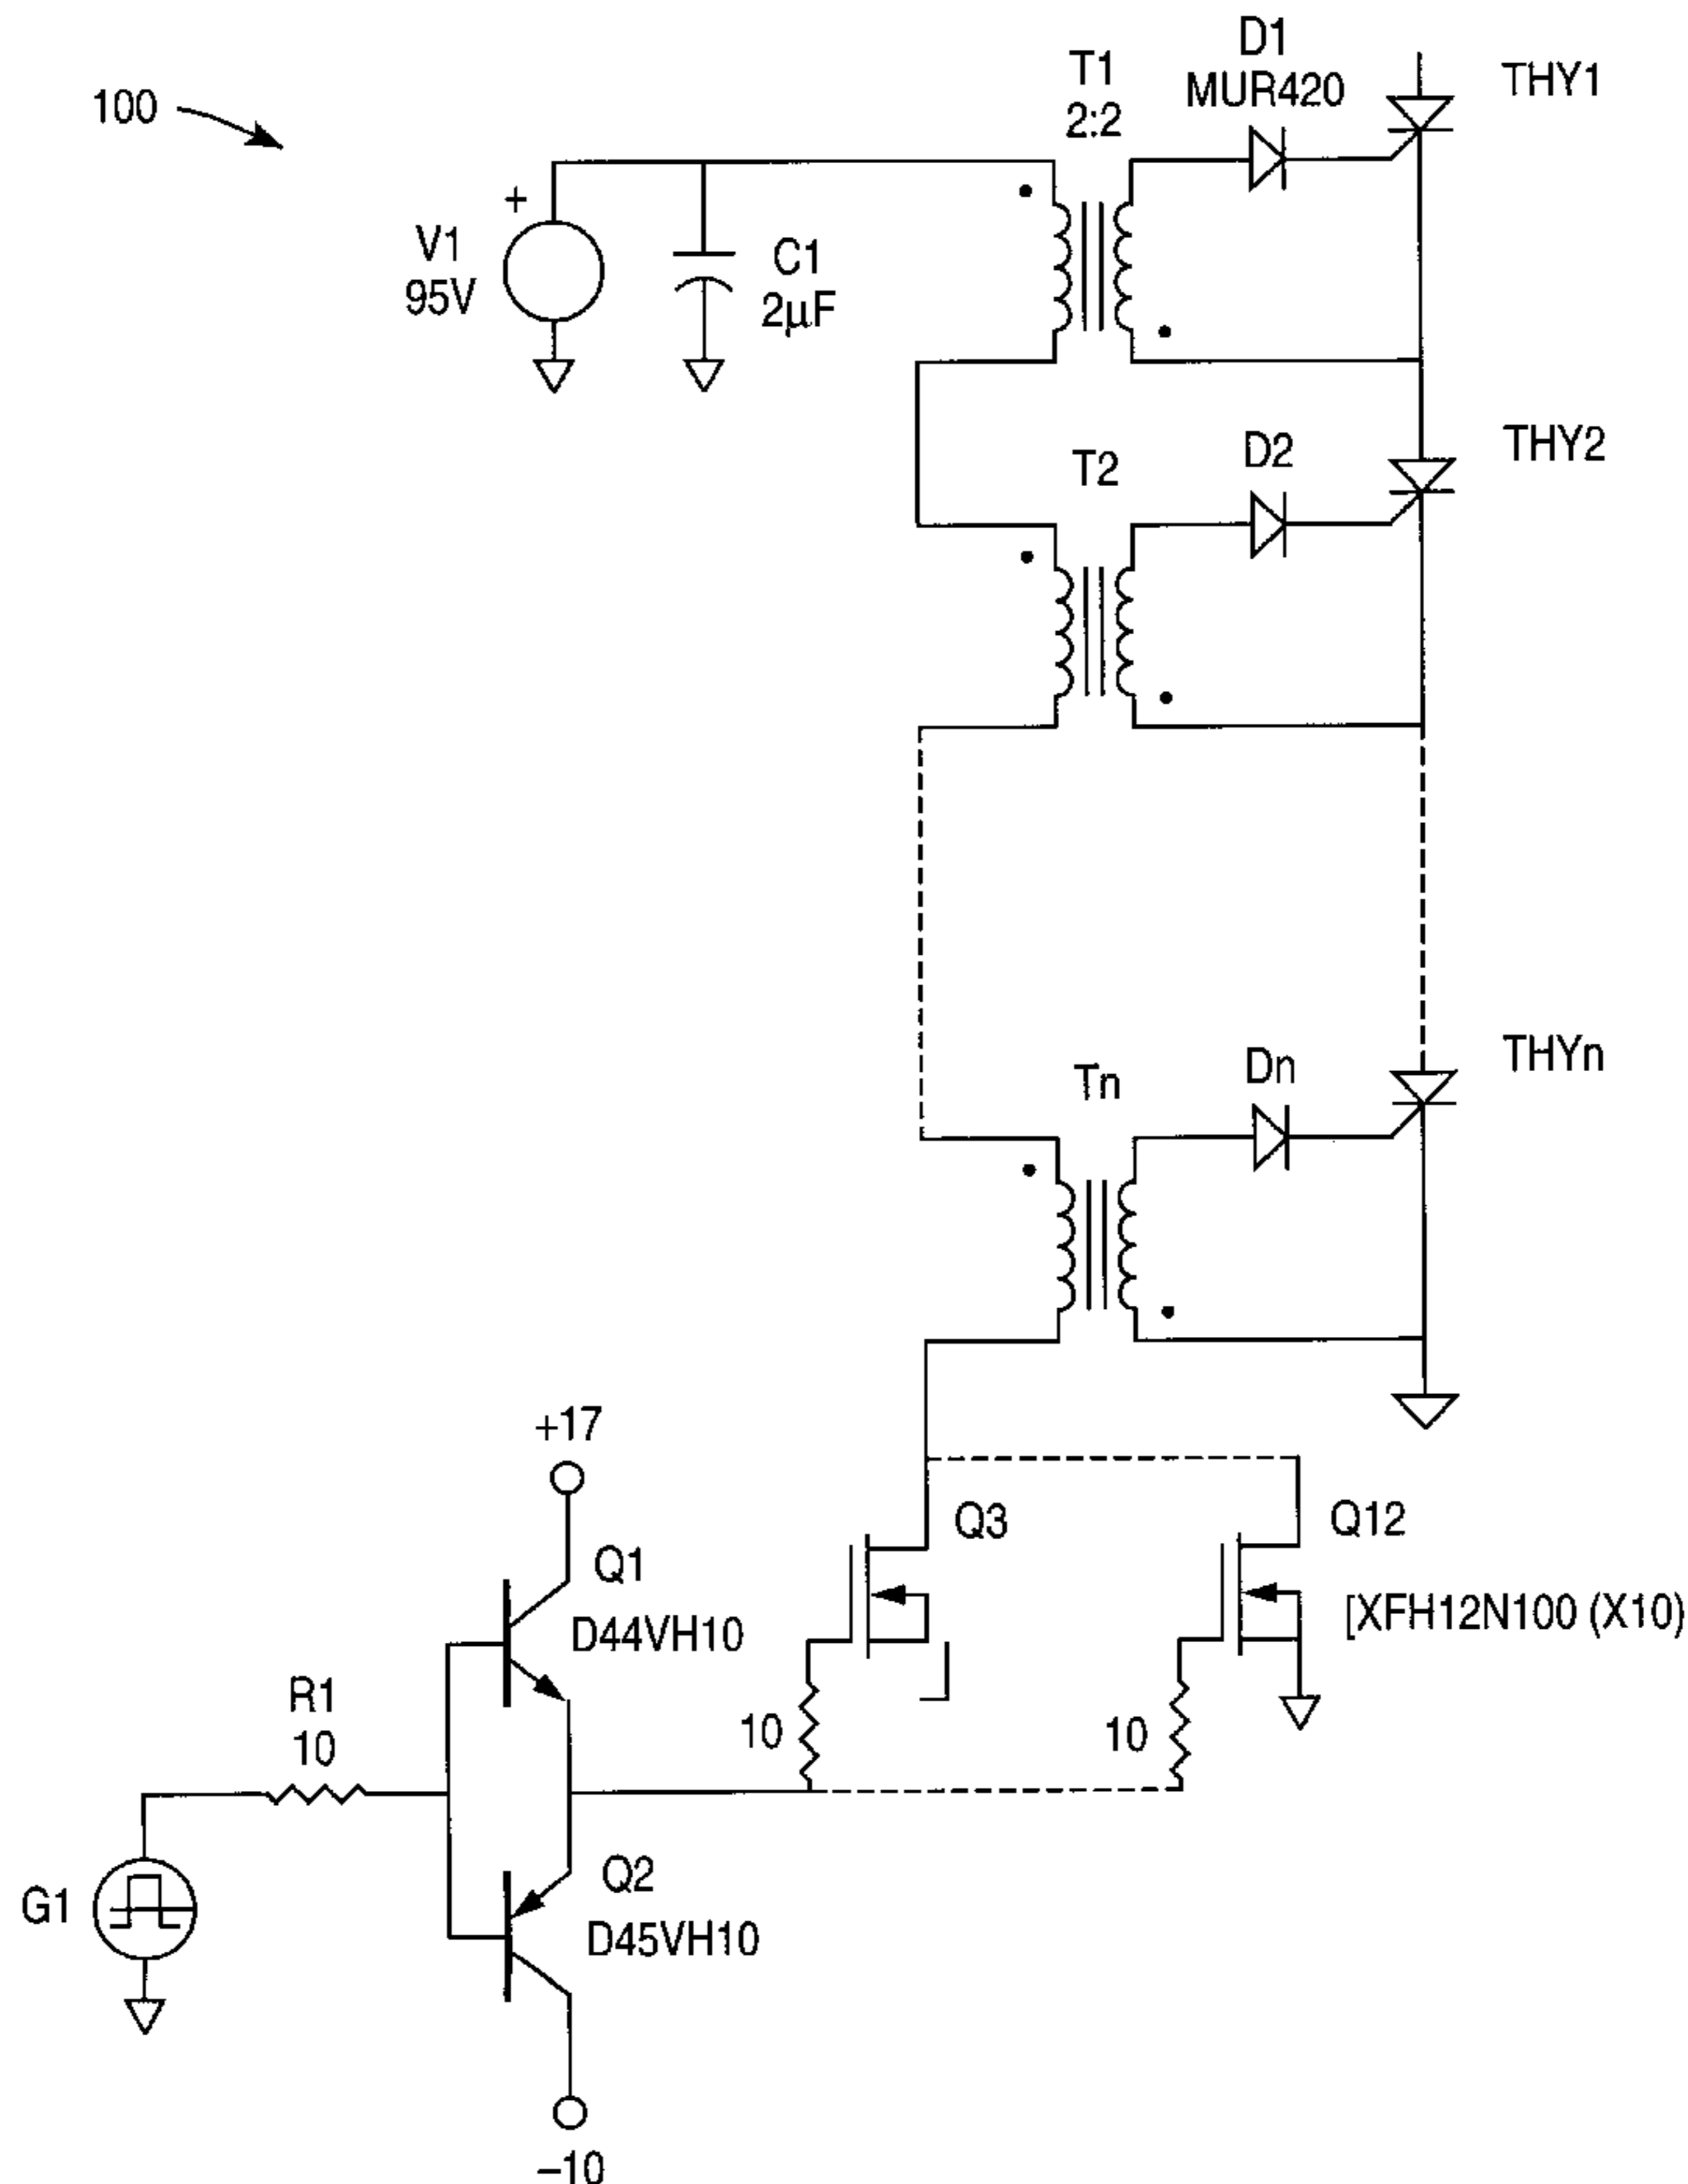 100
T1
2:2
D1
MUR420
THY1
+
V1
95V
C1
2μF
T2
D2
THY2
Tn
Dn
THYn
+17
Q1
D44VH10
Q3
Q12
[XFH12N100 (X10)
R1
10
10
10
G1
Q2
D45VH10
−10